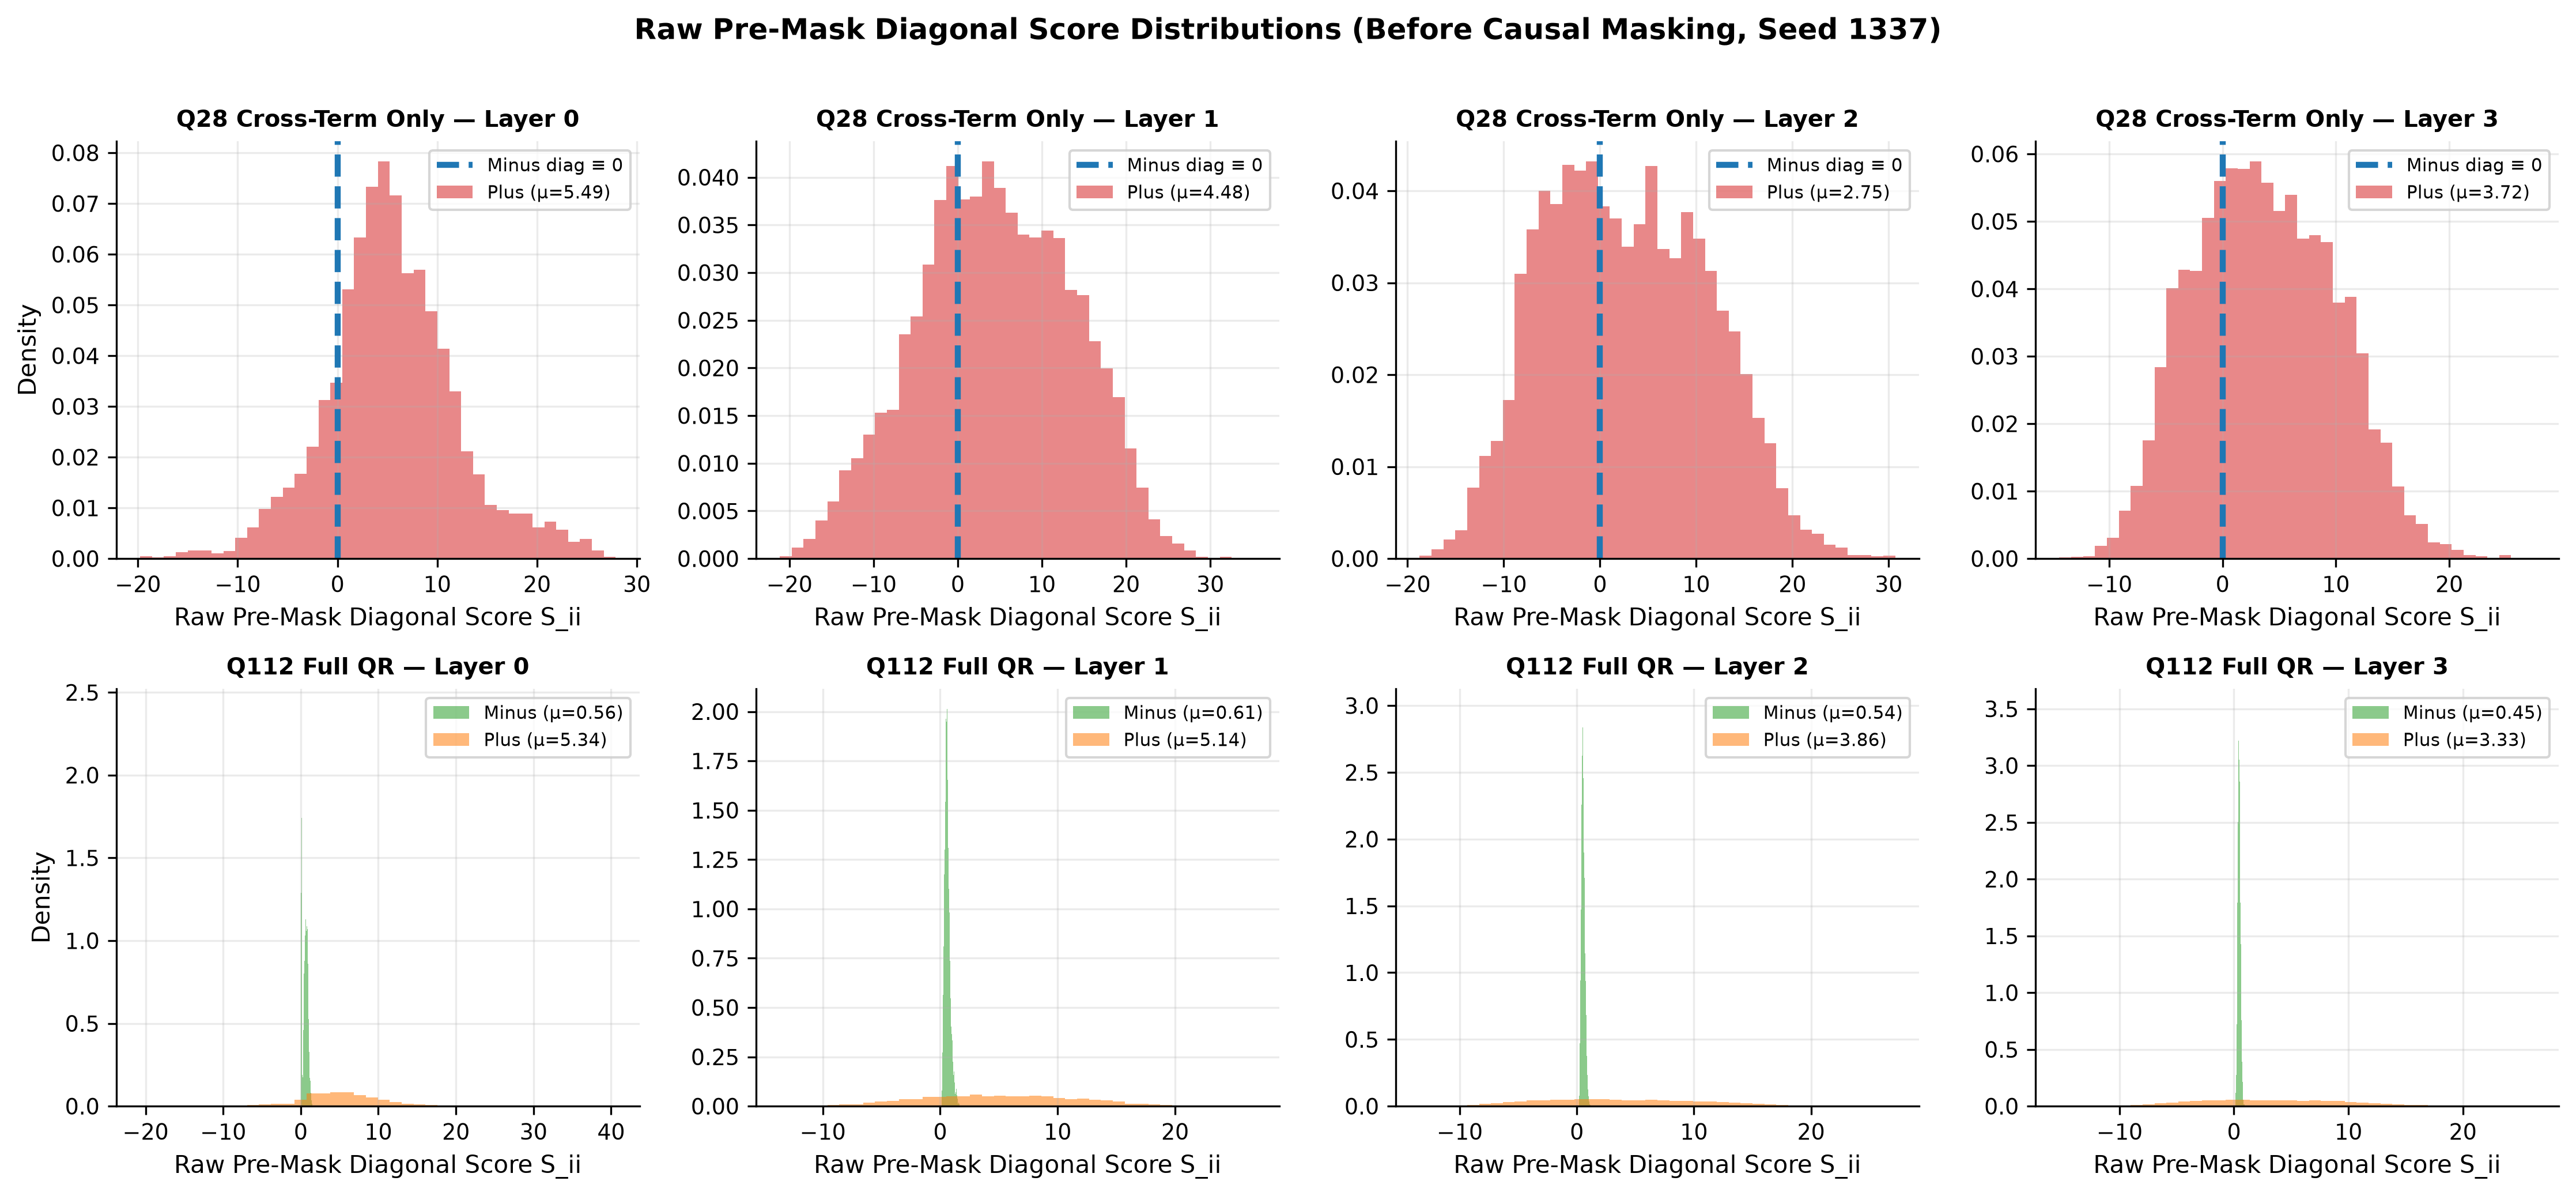 Raw Pre-Mask Diagonal Score Distributions (Before Causal Masking, Seed 1337)
Q28 Cross-Term Only — Layer 0
Density
0.08
0.07
0.06
0.05
0.04
0.03
0.02
0.01
0.00
Minus diag ≡ 0
Plus (μ=5.49)
−20 −10 0 10 20 30
Raw Pre-Mask Diagonal Score S_ii
Q28 Cross-Term Only — Layer 1
0.040
0.035
0.030
0.025
0.020
0.015
0.010
0.005
0.000
Minus diag ≡ 0
Plus (μ=4.48)
−20 −10 0 10 20 30
Raw Pre-Mask Diagonal Score S_ii
Q28 Cross-Term Only — Layer 2
0.04
0.03
0.02
0.01
0.00
Minus diag ≡ 0
Plus (μ=2.75)
−20 −10 0 10 20 30
Raw Pre-Mask Diagonal Score S_ii
Q28 Cross-Term Only — Layer 3
0.06
0.05
0.04
0.03
0.02
0.01
0.00
Minus diag ≡ 0
Plus (μ=3.72)
−10 0 10 20
Raw Pre-Mask Diagonal Score S_ii
Q112 Full QR — Layer 0
Density
2.5
2.0
1.5
1.0
0.5
0.0
Minus (μ=0.56)
Plus (μ=5.34)
−20 −10 0 10 20 30 40
Raw Pre-Mask Diagonal Score S_ii
Q112 Full QR — Layer 1
2.00
1.75
1.50
1.25
1.00
0.75
0.50
0.25
0.00
Minus (μ=0.61)
Plus (μ=5.14)
−10 0 10 20
Raw Pre-Mask Diagonal Score S_ii
Q112 Full QR — Layer 2
3.0
2.5
2.0
1.5
1.0
0.5
0.0
Minus (μ=0.54)
Plus (μ=3.86)
−10 0 10 20
Raw Pre-Mask Diagonal Score S_ii
Q112 Full QR — Layer 3
3.5
3.0
2.5
2.0
1.5
1.0
0.5
0.0
Minus (μ=0.45)
Plus (μ=3.33)
−10 0 10 20
Raw Pre-Mask Diagonal Score S_ii